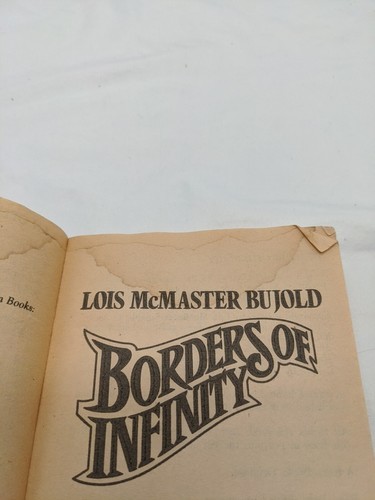 Books:
LOIS McMASTER BUJOLD
BORDERS OF
INFINITY